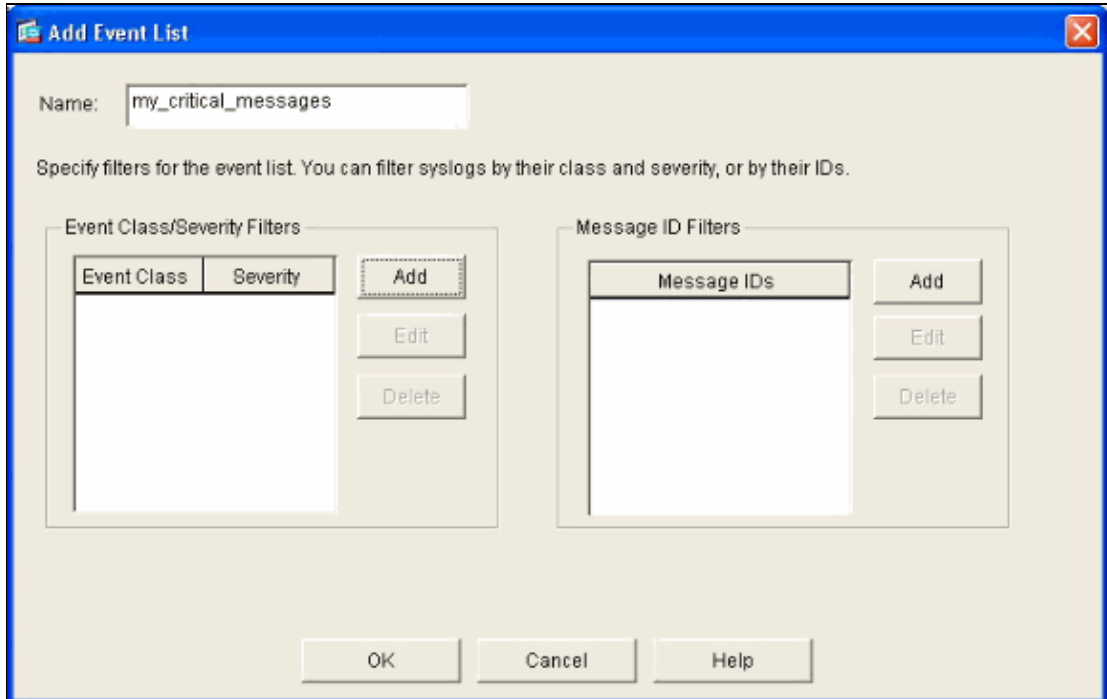 Add Event List
Name: my_critical_messages
Specify filters for the event list. You can filter syslogs by their class and severity, or by their IDs.
Event Class/Severity Filters
Event Class Severity
Add
Edit
Delete
Message ID Filters
Message IDs
Add
Edit
Delete
OK Cancel Help